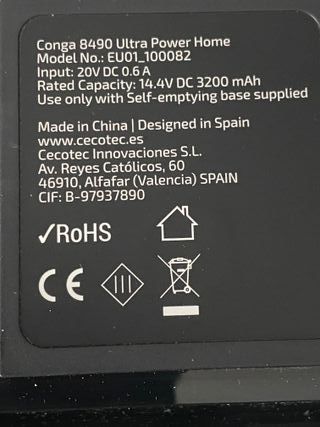 Conga 8490 Ultra Power Home
Model No.: EU01_100082
Input: 20V DC 0.6 A
Rated Capacity: 14.4V DC 3200 mAh
Use only with Self-emptying base supplied
Made in China | Designed in Spain
www.cecotec.es
Cecotec Innovaciones S.L.
Av. Reyes Católicos, 60
46910, Alfafar (Valencia) SPAIN
CIF: B-97937890
✓RoHS
CE III